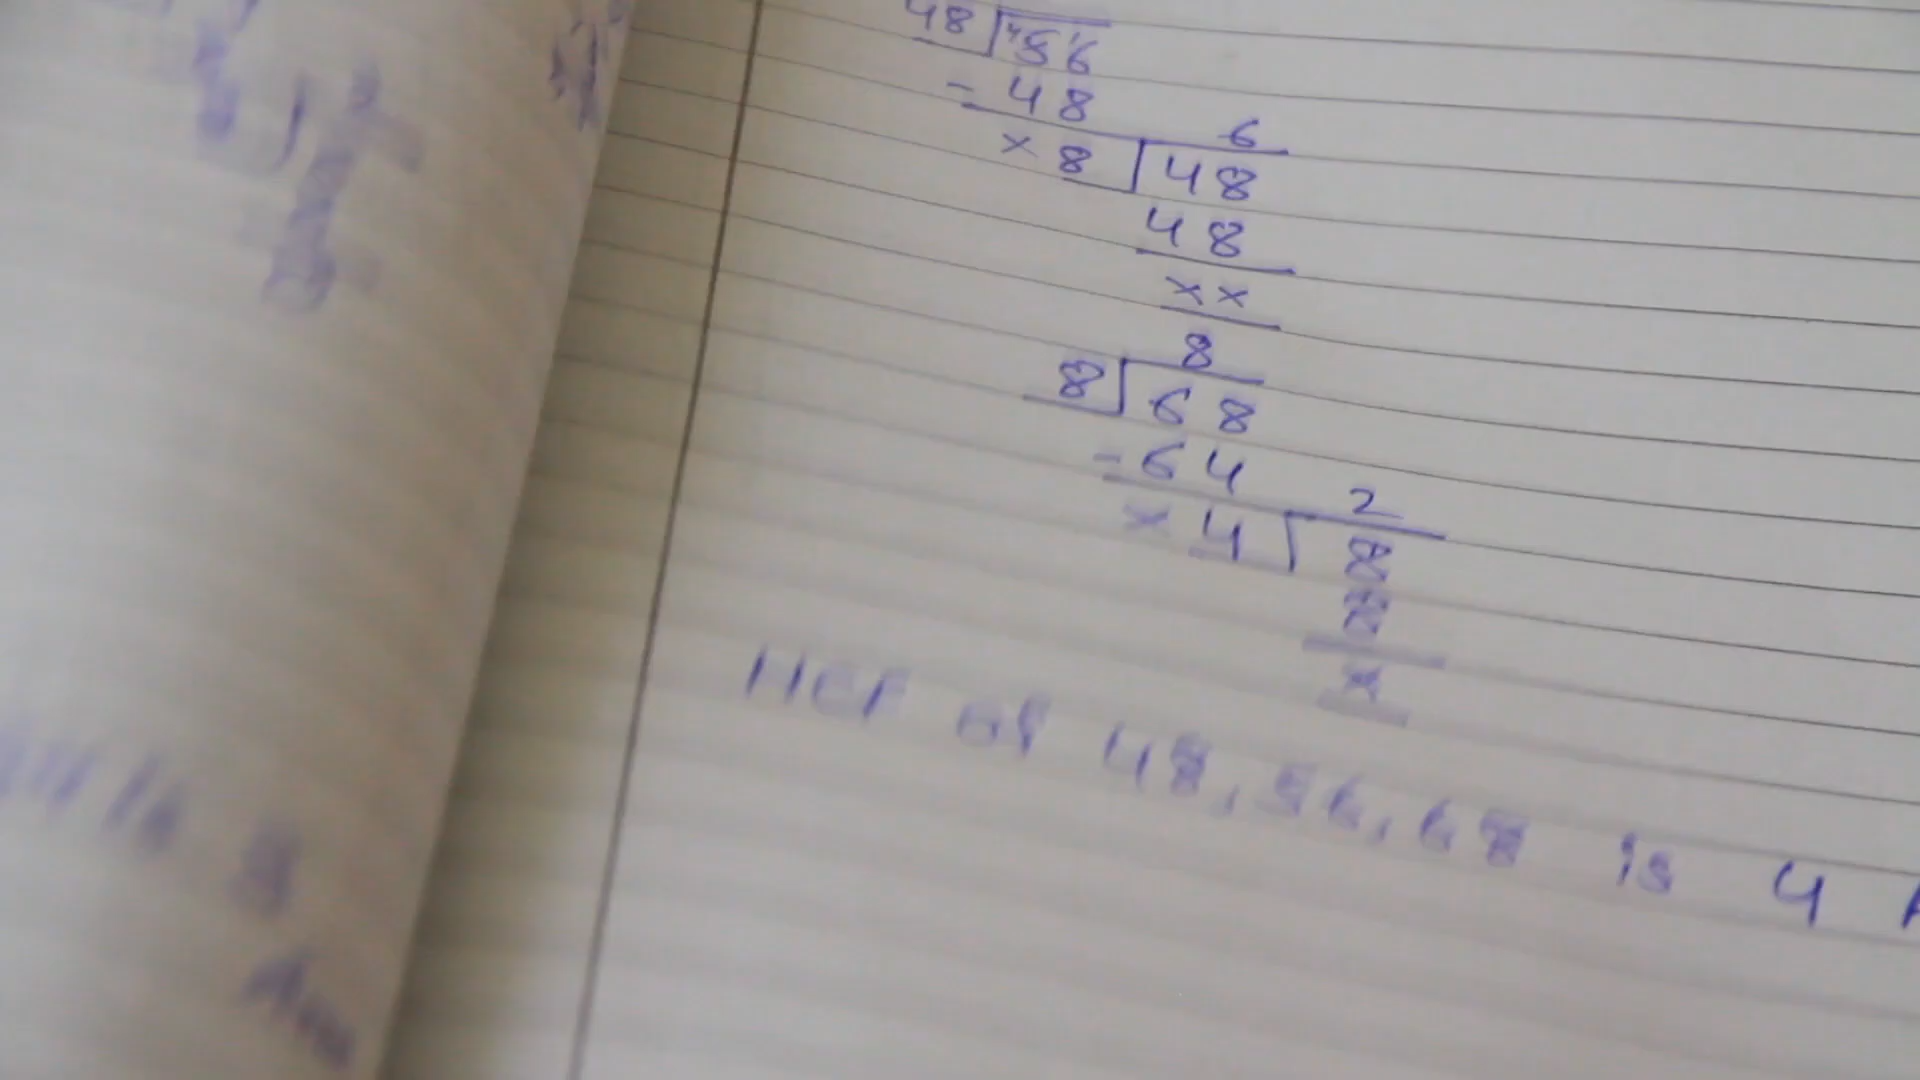 48 56
- 48 6
x 8 48
48
x x
8
8 68
- 64 2
x 4 8
8
x
HCF of 48, 56, 68 is 4
Ans